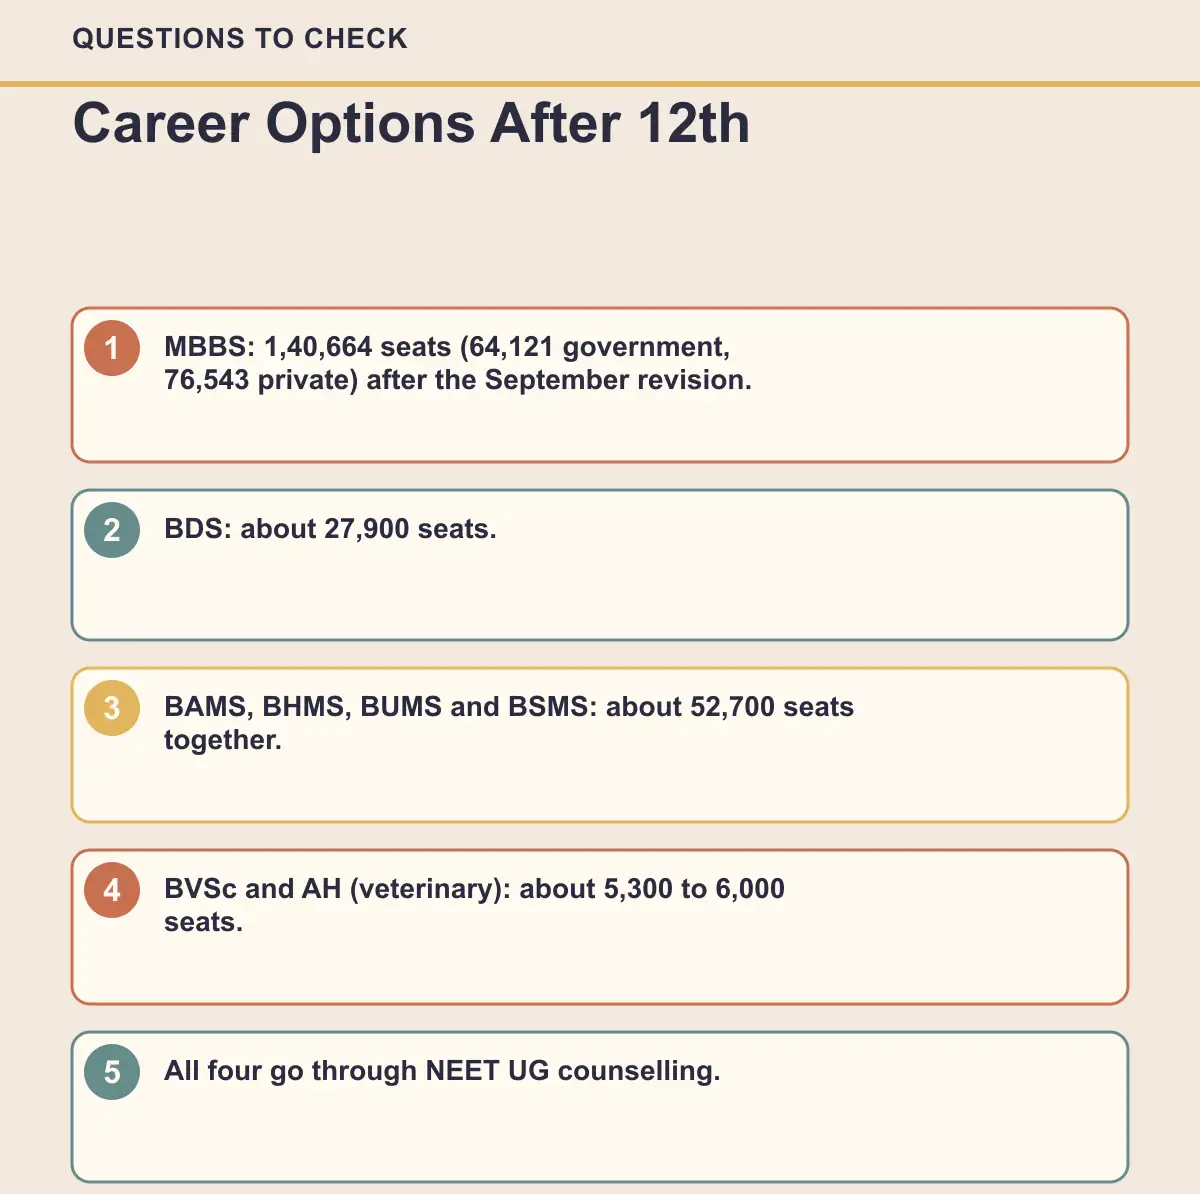 QUESTIONS TO CHECK
Career Options After 12th
1
MBBS: 1,40,664 seats (64,121 government,
76,543 private) after the September revision.
2
BDS: about 27,900 seats.
3
BAMS, BHMS, BUMS and BSMS: about 52,700 seats
together.
4
BVSc and AH (veterinary): about 5,300 to 6,000
seats.
5
All four go through NEET UG counselling.